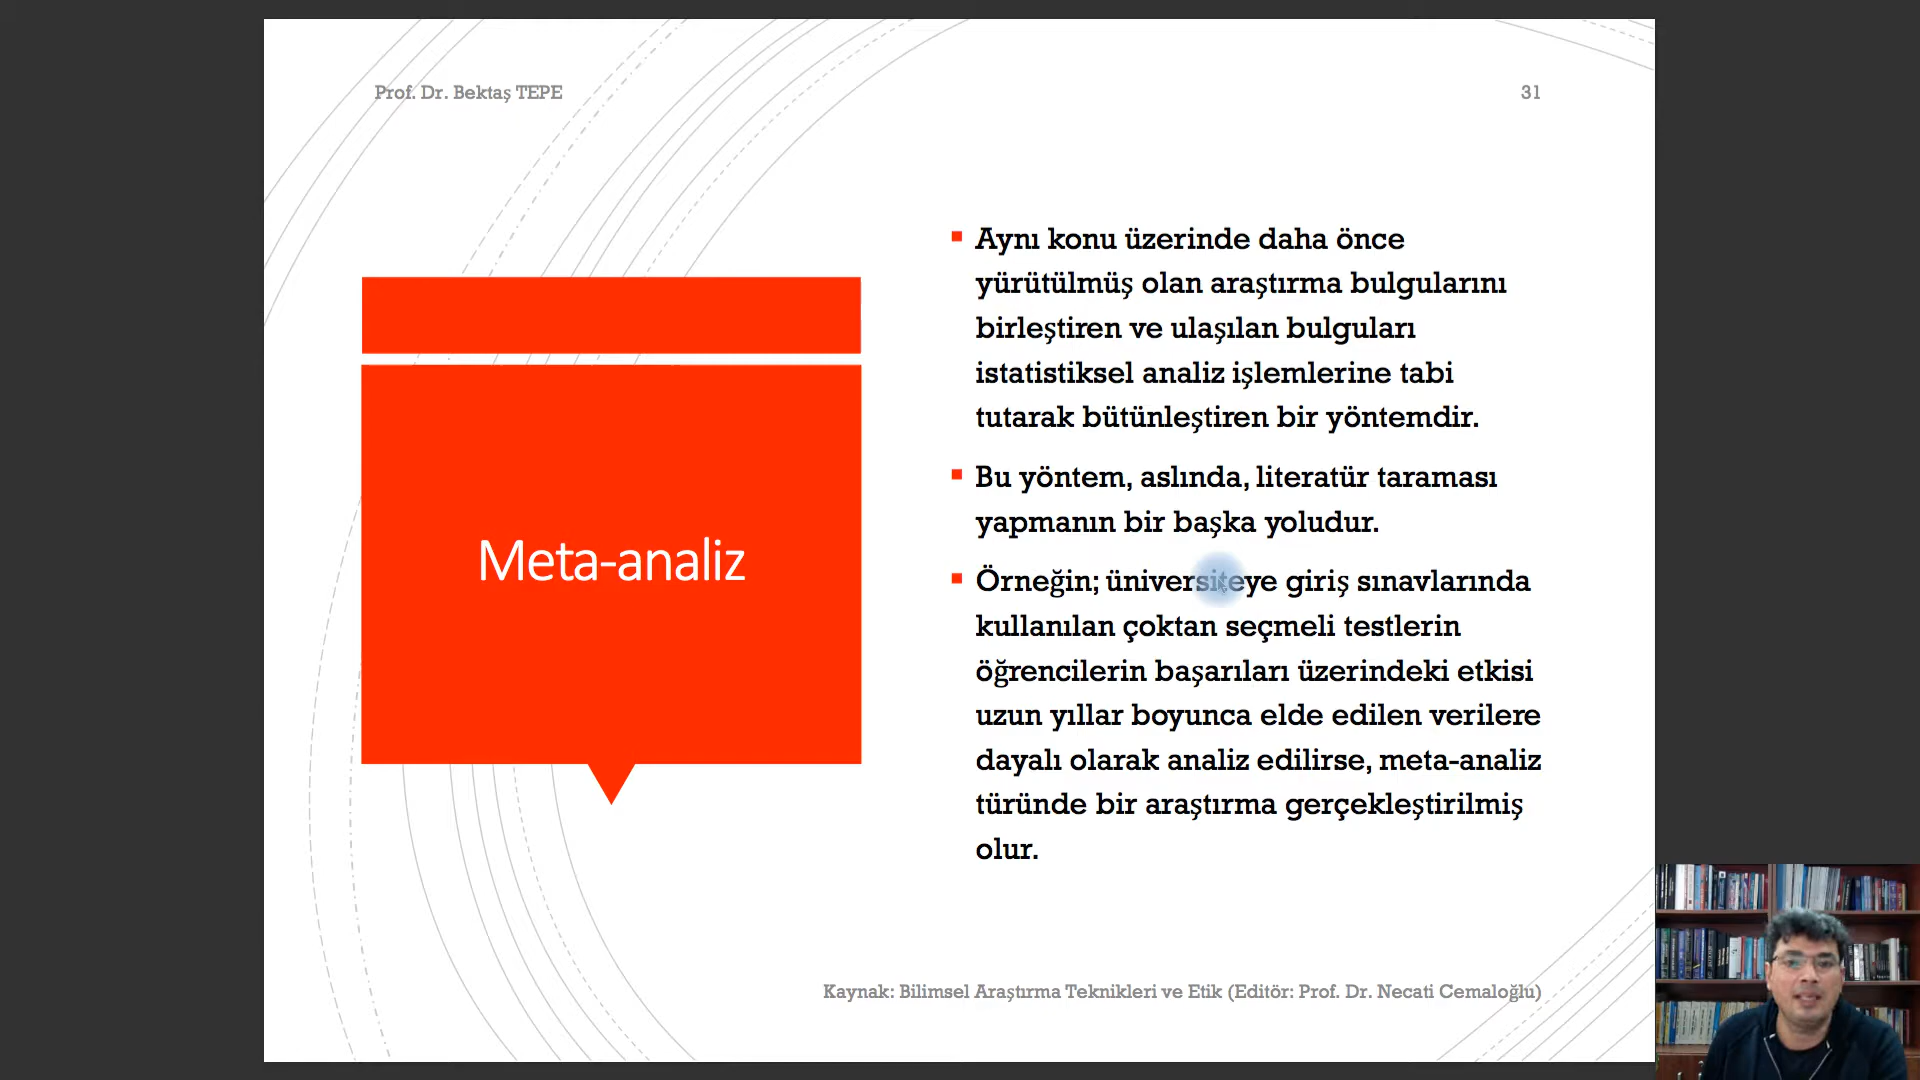 Prof. Dr. Bektaş TEPE
31
Meta-analiz
Aynı konu üzerinde daha önce
yürütülmüş olan araştırma bulgularını
birleştiren ve ulaşılan bulguları
istatistiksel analiz işlemlerine tabi
tutarak bütünleştiren bir yöntemdir.
Bu yöntem, aslında, literatür taraması
yapmanın bir başka yoludur.
Örneğin; üniversiteye giriş sınavlarında
kullanılan çoktan seçmeli testlerin
öğrencilerin başarıları üzerindeki etkisi
uzun yıllar boyunca elde edilen verilere
dayalı olarak analiz edilirse, meta-analiz
türünde bir araştırma gerçekleştirilmiş
olur.
Kaynak: Bilimsel Araştırma Teknikleri ve Etik (Editör: Prof. Dr. Necati Cemaloğlu)